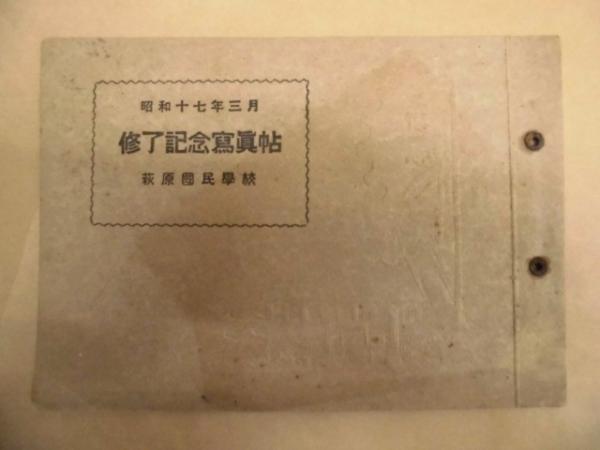 昭和十七年三月
修了記念寫眞帖
萩原國民學校